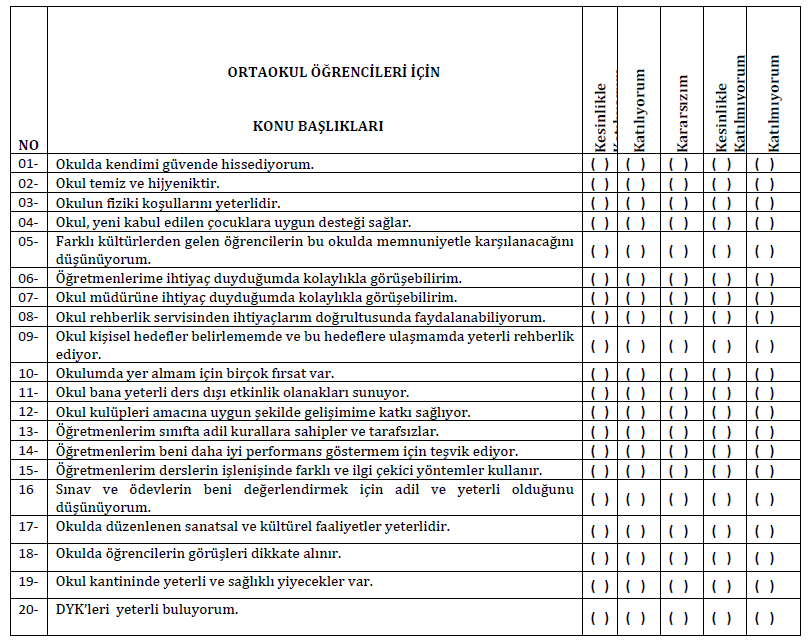 ORTAOKUL ÖĞRENCİLERİ İÇİN
KONU BAŞLIKLARI
NO
Kesinlikle
Katılıyorum
Kararsızım
Kesinlikle
Katılmıyorum
Katılmıyorum
01- Okulda kendimi güvende hissediyorum. ( ) ( ) ( ) ( ) ( )
02- Okul temiz ve hijyeniktir. ( ) ( ) ( ) ( ) ( )
03- Okulun fiziki koşullarını yeterlidir. ( ) ( ) ( ) ( ) ( )
04- Okul, yeni kabul edilen çocuklara uygun desteği sağlar. ( ) ( ) ( ) ( ) ( )
05- Farklı kültürlerden gelen öğrencilerin bu okulda memnuniyetle karşılanacağını
düşünüyorum. ( ) ( ) ( ) ( ) ( )
06- Öğretmenlerime ihtiyaç duyduğumda kolaylıkla görüşebilirim. ( ) ( ) ( ) ( ) ( )
07- Okul müdürüne ihtiyaç duyduğumda kolaylıkla görüşebilirim. ( ) ( ) ( ) ( ) ( )
08- Okul rehberlik servisinden ihtiyaçlarım doğrultusunda faydalanabiliyorum. ( ) ( ) ( ) ( ) ( )
09- Okul kişisel hedefler belirlememde ve bu hedeflere ulaşmamda yeterli rehberlik
ediyor. ( ) ( ) ( ) ( ) ( )
10- Okulumda yer almam için birçok fırsat var. ( ) ( ) ( ) ( ) ( )
11- Okul bana yeterli ders dışı etkinlik olanakları sunuyor. ( ) ( ) ( ) ( ) ( )
12- Okul kulüpleri amacına uygun şekilde gelişimime katkı sağlıyor. ( ) ( ) ( ) ( ) ( )
13- Öğretmenlerim sınıfta adil kurallara sahipler ve tarafsızlar. ( ) ( ) ( ) ( ) ( )
14- Öğretmenlerim beni daha iyi performans göstermem için teşvik ediyor. ( ) ( ) ( ) ( ) ( )
15- Öğretmenlerim derslerin işlenişinde farklı ve ilgi çekici yöntemler kullanır. ( ) ( ) ( ) ( ) ( )
16 Sınav ve ödevlerin beni değerlendirmek için adil ve yeterli olduğunu
düşünüyorum. ( ) ( ) ( ) ( ) ( )
17- Okulda düzenlenen sanatsal ve kültürel faaliyetler yeterlidir. ( ) ( ) ( ) ( ) ( )
18- Okulda öğrencilerin görüşleri dikkate alınır. ( ) ( ) ( ) ( ) ( )
19- Okul kantininde yeterli ve sağlıklı yiyecekler var. ( ) ( ) ( ) ( ) ( )
20- DYK’leri yeterli buluyorum. ( ) ( ) ( ) ( ) ( )